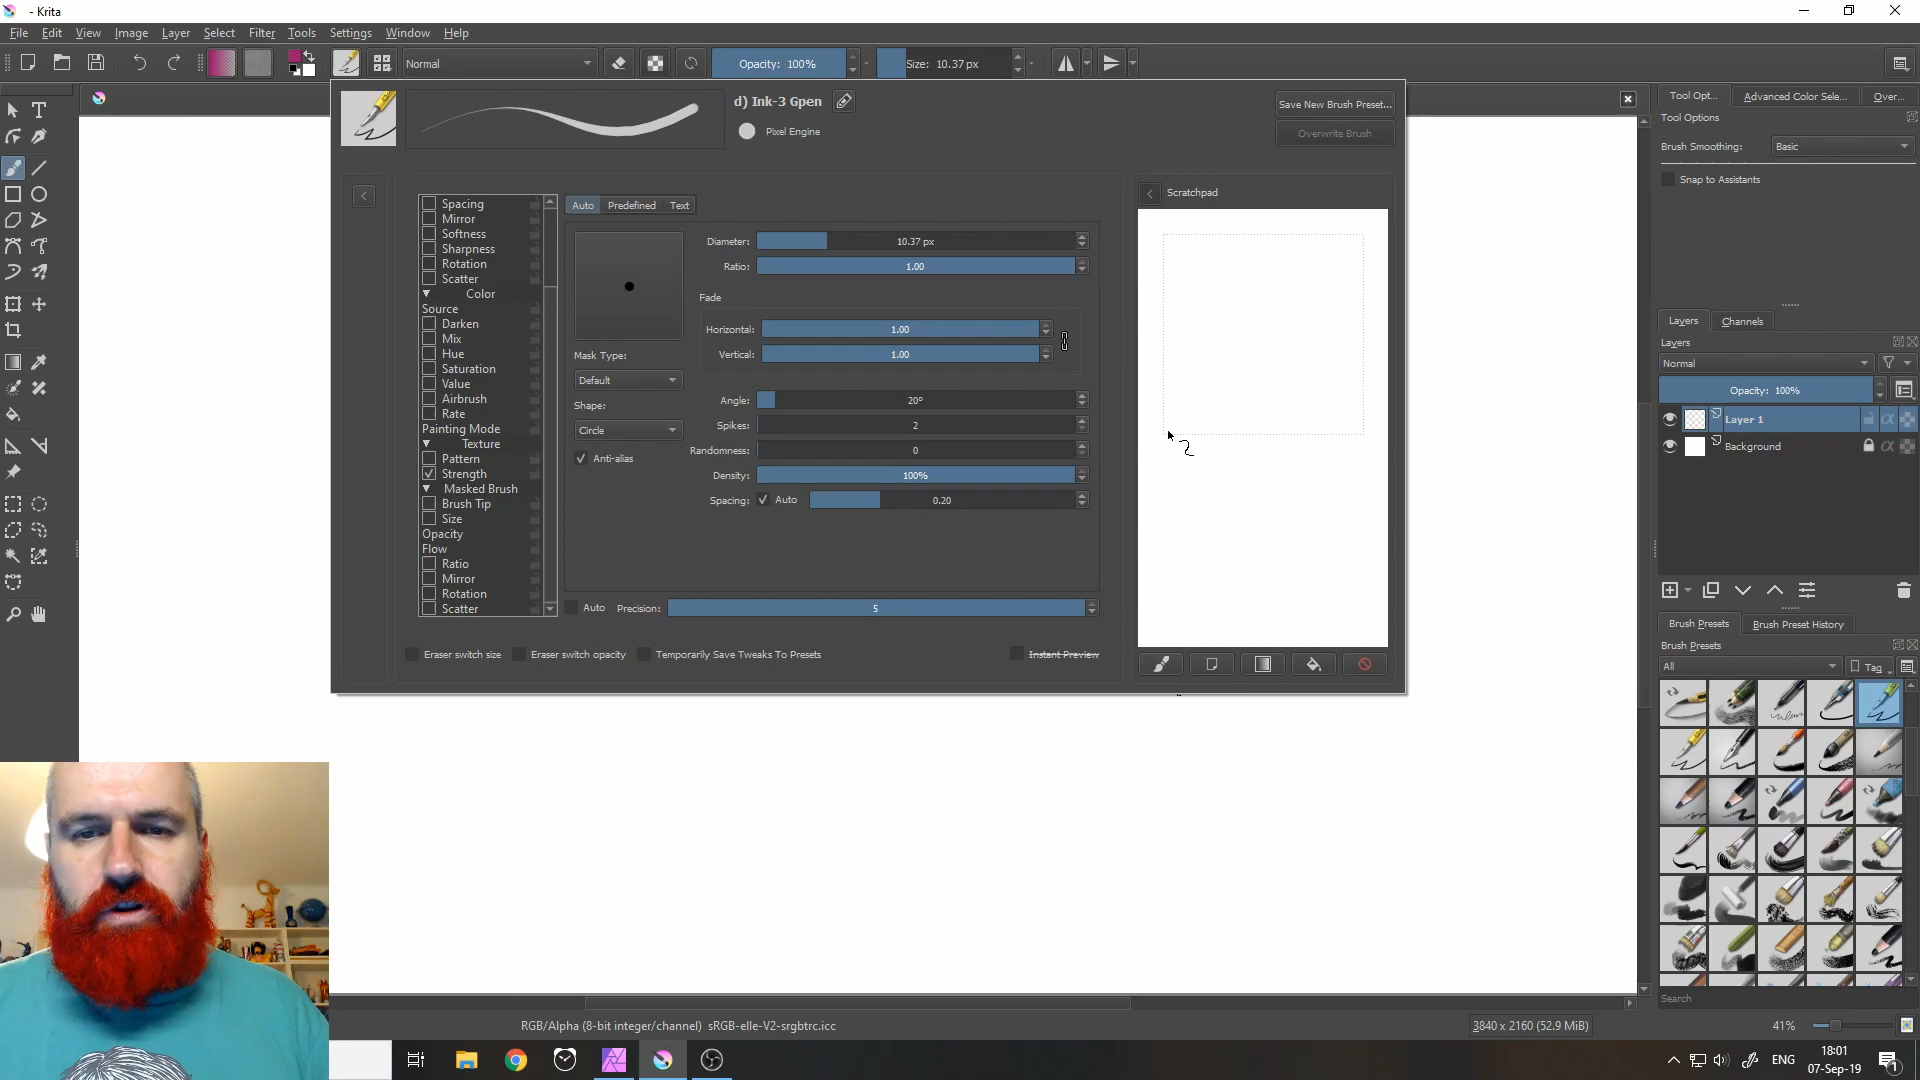 - Krita
File Edit View Image Layer Select Filter Tools Settings Window Help
Normal Opacity: 100% Size: 10.37 px
d) Ink-3 Gpen
Pixel Engine
Save New Brush Preset...
Overwrite Brush
Spacing
Mirror
Softness
Sharpness
Rotation
Scatter
Color
Source
Darken
Mix
Hue
Saturation
Value
Airbrush
Rate
Painting Mode
Texture
Pattern
Strength
Masked Brush
Brush Tip
Size
Opacity
Flow
Ratio
Mirror
Rotation
Scatter
Auto Predefined Text
Diameter: 10.37 px
Ratio: 1.00
Fade
Horizontal: 1.00
Vertical: 1.00
Mask Type:
Default
Shape:
Circle
Anti-alias
Angle: 20º
Spikes: 2
Randomness: 0
Density: 100%
Spacing: Auto 0.20
Auto Precision: 5
Eraser switch size Eraser switch opacity Temporarily Save Tweaks To Presets Instant Preview
Scratchpad
Tool Opt... Advanced Color Sele... Over...
Tool Options
Brush Smoothing: Basic
Snap to Assistants
Layers Channels
Layers
Normal
Opacity: 100%
Layer 1
Background
Brush Presets Brush Preset History
Brush Presets
All Tag
Search
RGB/Alpha (8-bit integer/channel) sRGB-elle-V2-srgbtrc.icc
3840 x 2160 (52.9 MiB)
41%
ENG
18:01
07-Sep-19
1